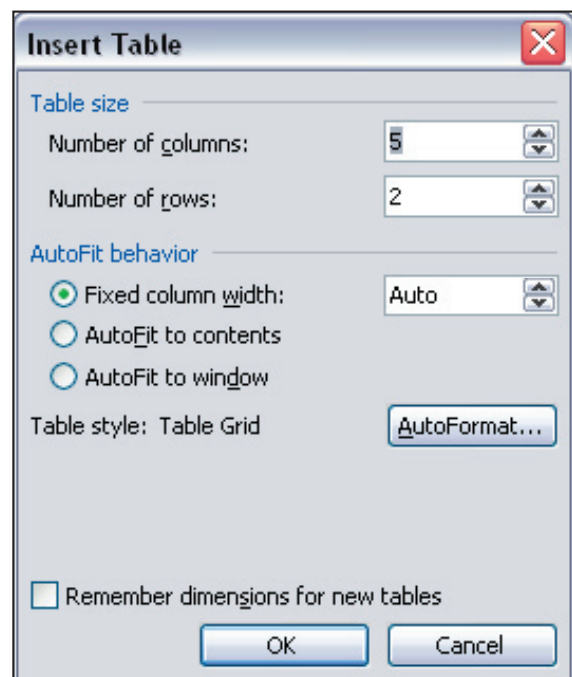 Insert Table
Table size
Number of columns: 5
Number of rows: 2
AutoFit behavior
Fixed column width: Auto
AutoFit to contents
AutoFit to window
Table style: Table Grid AutoFormat...
Remember dimensions for new tables
OK Cancel